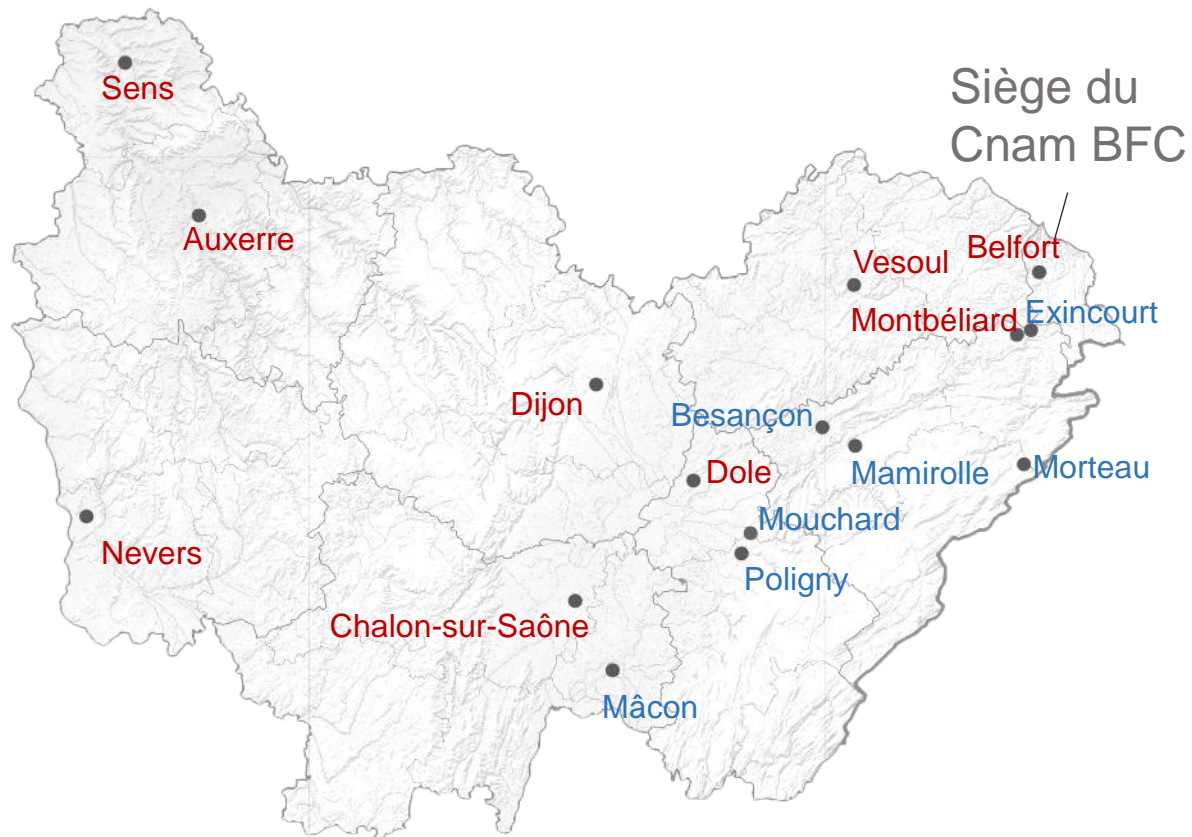 Sens
Siège du
Cnam BFC
Auxerre
Belfort
Vesoul
Exincourt
Montbéliard
Dijon
Besançon
Dole
Mamirolle
Morteau
Mouchard
Nevers
Poligny
Chalon-sur-Saône
Mâcon